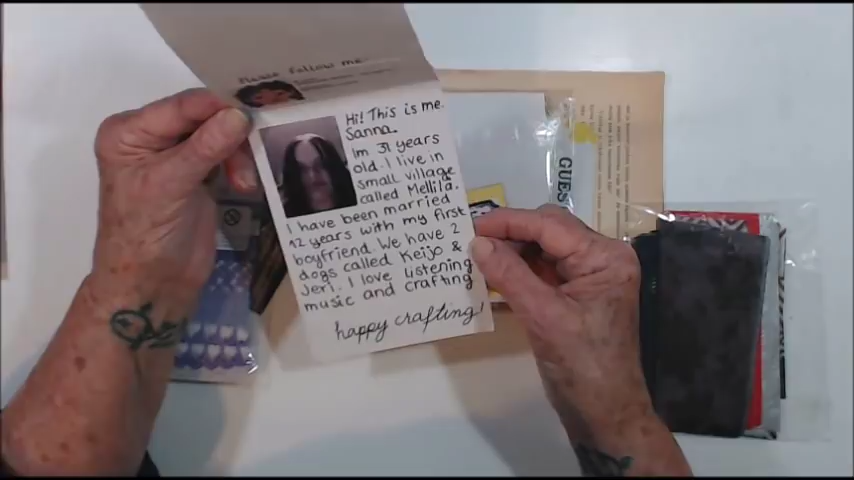 Please follow me
Hi! This is me
Sanna.
Im 31 years
old. I live in
small village
called Mellilä.
I have been married
12 years with my first
boyfriend. We have 2
dogs called Keijo &
Jeri. I love listening
music and crafting
happy crafting!
GUES